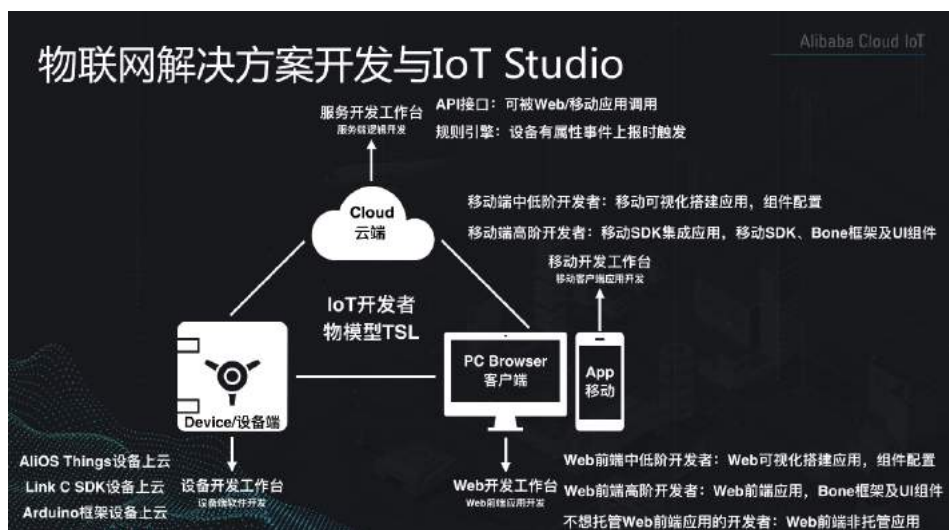 Alibaba Cloud IoT
物联网解决方案开发与IoT Studio
服务开发工作台
服务端逻辑开发
API接口：可被Web/移动应用调用
规则引擎：设备有属性事件上报时触发
Cloud
云端
移动端中低阶开发者：移动可视化搭建应用，组件配置
移动端高阶开发者：移动SDK集成应用，移动SDK、Bone框架及UI组件
移动开发工作台
移动客户端应用开发
IoT开发者
物模型TSL
PC Browser
客户端
App
移动
Device/设备端
AliOS Things设备上云
Link C SDK设备上云
Arduino框架设备上云
设备开发工作台
设备端软件开发
Web开发工作台
Web前端应用开发
Web前端中低阶开发者：Web可视化搭建应用，组件配置
Web前端高阶开发者：Web前端应用，Bone框架及UI组件
不想托管Web前端应用的开发者：Web前端非托管应用